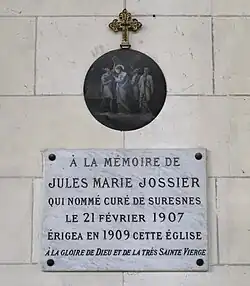 À LA MÉMOIRE DE
JULES MARIE JOSSIER
QUI NOMMÉ CURÉ DE SURESNES
LE 21 FÉVRIER 1907
ÉRIGEA EN 1909 CETTE ÉGLISE
À LA GLOIRE DE DIEU ET DE LA TRÈS SAINTE VIERGE